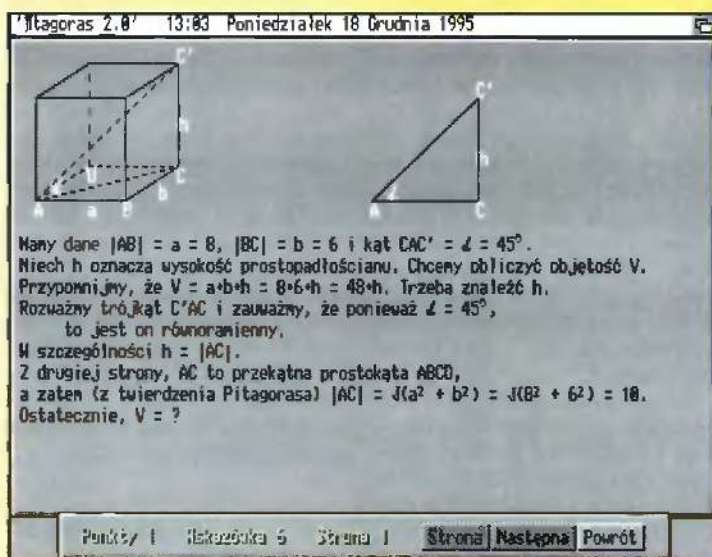 'πtagoras 2.0' 13:03 Poniedziałek 18 Grudnia 1995
C'
h
D
C
A a B b
C'
h
A C
Mamy dane |AB| = a = 8, |BC| = b = 6 i kąt CAC' = ∡ = 45°.
Niech h oznacza wysokość prostopadłościanu. Chcemy obliczyć objętość V.
Przypomnijmy, że V = a•b•h = 8•6•h = 48•h. Trzeba znaleźć h.
Rozważmy trójkąt C'AC i zauważmy, że ponieważ ∡ = 45°,
to jest on równoramienny.
W szczególności h = |AC|.
Z drugiej strony, AC to przekątna prostokąta ABCD,
a zatem (z twierdzenia Pitagorasa) |AC| = √(a² + b²) = √(8² + 6²) = 10.
Ostatecznie, V = ?
Punkty 1 Wskazówka 6 Strona 1 Strona Następna Powrót